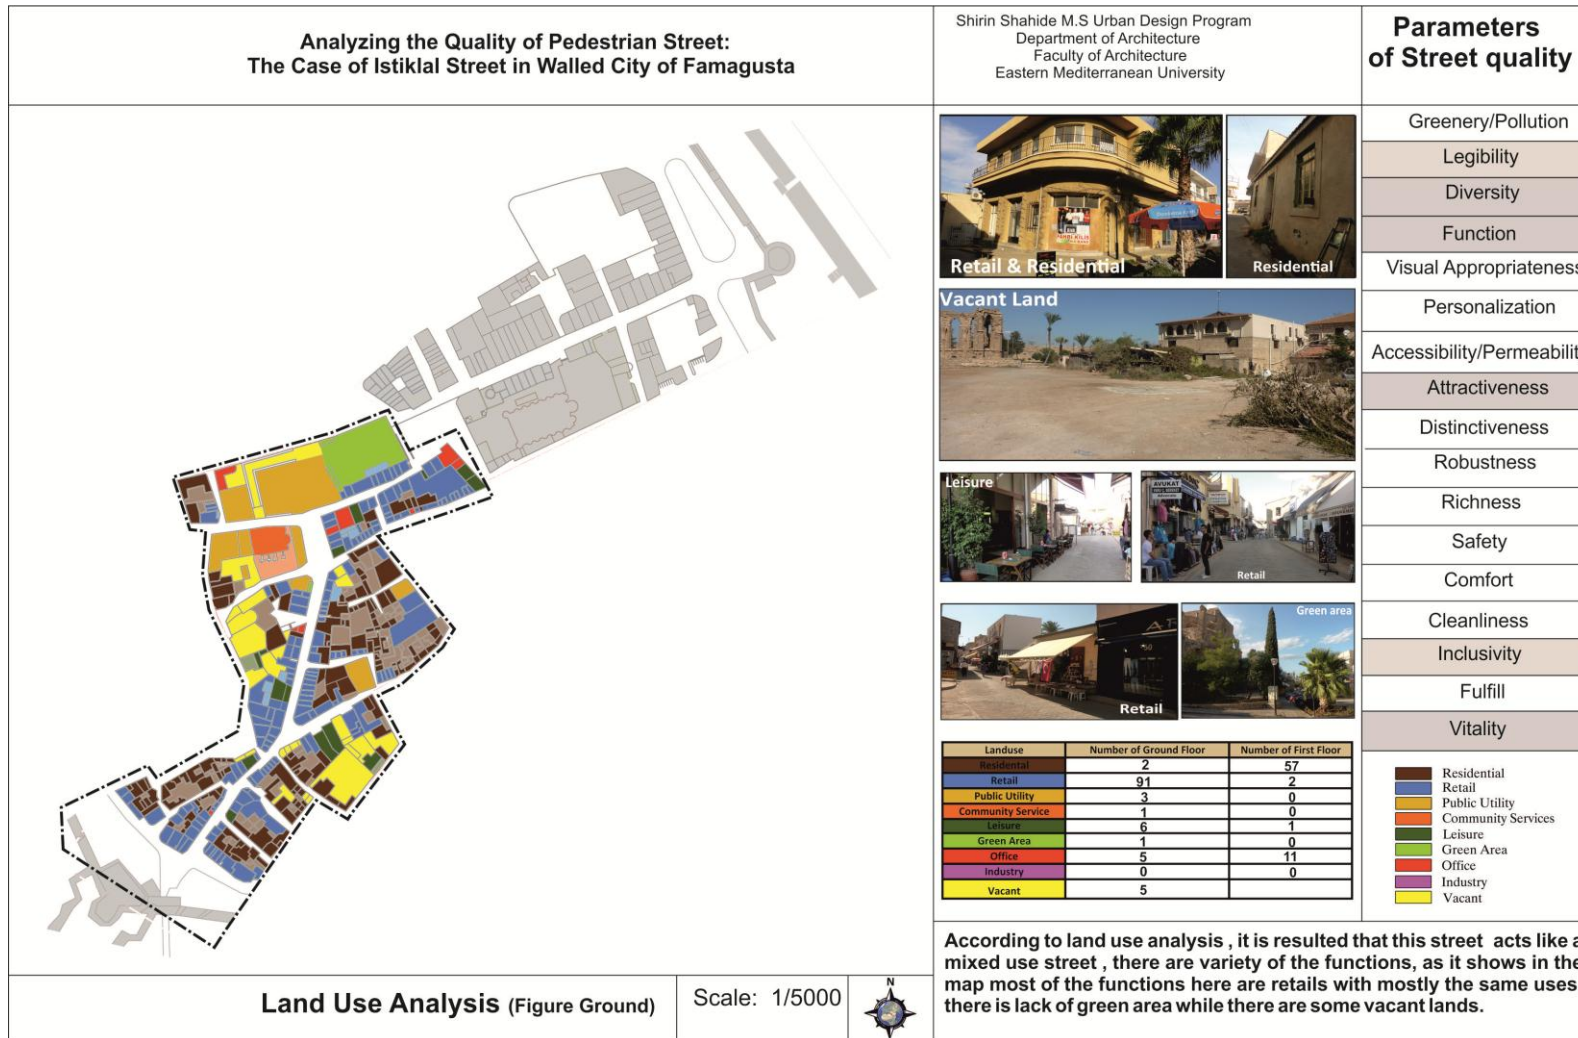 Analyzing the Quality of Pedestrian Street:
The Case of Istiklal Street in Walled City of Famagusta
Shirin Shahide M.S Urban Design Program
Department of Architecture
Faculty of Architecture
Eastern Mediterranean University
Parameters
of Street quality
Retail & Residential
Residential
Vacant Land
Leisure
AVUKAT
Retail
Retail
Green area
Greenery/Pollution
Legibility
Diversity
Function
Visual Appropriateness
Personalization
Accessibility/Permeabilit
Attractiveness
Distinctiveness
Robustness
Richness
Safety
Comfort
Cleanliness
Inclusivity
Fulfill
Vitality
Landuse Number of Ground Floor Number of First Floor
Residental 2 57
Retail 91 2
Public Utility 3 0
Community Service 1 0
Leisure 6 1
Green Area 1 0
Office 5 11
Industry 0 0
Vacant 5
Residential
Retail
Public Utility
Community Services
Leisure
Green Area
Office
Industry
Vacant
According to land use analysis , it is resulted that this street acts like a
mixed use street , there are variety of the functions, as it shows in the
map most of the functions here are retails with mostly the same uses
there is lack of green area while there are some vacant lands.
Land Use Analysis (Figure Ground)
Scale: 1/5000
N